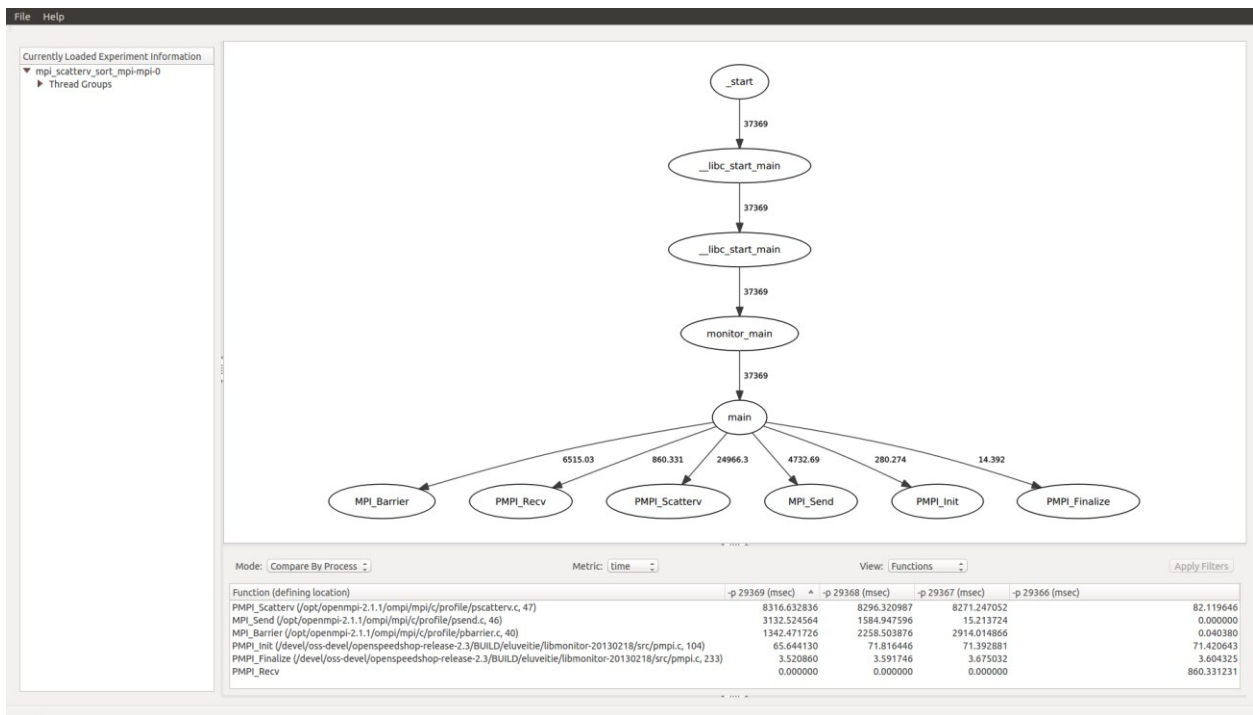 File Help
Currently Loaded Experiment Information
mpi_scatterv_sort_mpi-mpi-0
Thread Groups
_start
37369
__libc_start_main
37369
__libc_start_main
37369
monitor_main
37369
main
6515.03 860.331 24966.3 4732.69 280.274 14.392
MPI_Barrier PMPI_Recv PMPI_Scatterv MPI_Send PMPI_Init PMPI_Finalize
Mode: Compare By Process Metric: time View: Functions Apply Filters
Function (defining location) -p 29369 (msec) -p 29368 (msec) -p 29367 (msec) -p 29366 (msec)
PMPI_Scatterv (/opt/openmpi-2.1.1/ompi/mpi/c/profile/pscatterv.c, 47) 8316.632836 8296.320987 8271.247052 82.119646
MPI_Send (/opt/openmpi-2.1.1/ompi/mpi/c/profile/psend.c, 46) 3132.524564 1584.947596 15.213724 0.000000
MPI_Barrier (/opt/openmpi-2.1.1/ompi/mpi/c/profile/pbarrier.c, 40) 1342.471726 2258.503876 2914.014866 0.040380
PMPI_Init (/devel/oss-devel/openspeedshop-release-2.3/BUILD/eluveitie/libmonitor-20130218/src/pmpi.c, 104) 65.644130 71.816446 71.392881 71.420643
PMPI_Finalize (/devel/oss-devel/openspeedshop-release-2.3/BUILD/eluveitie/libmonitor-20130218/src/pmpi.c, 233) 3.520860 3.591746 3.675032 3.604325
PMPI_Recv 0.000000 0.000000 0.000000 860.331231